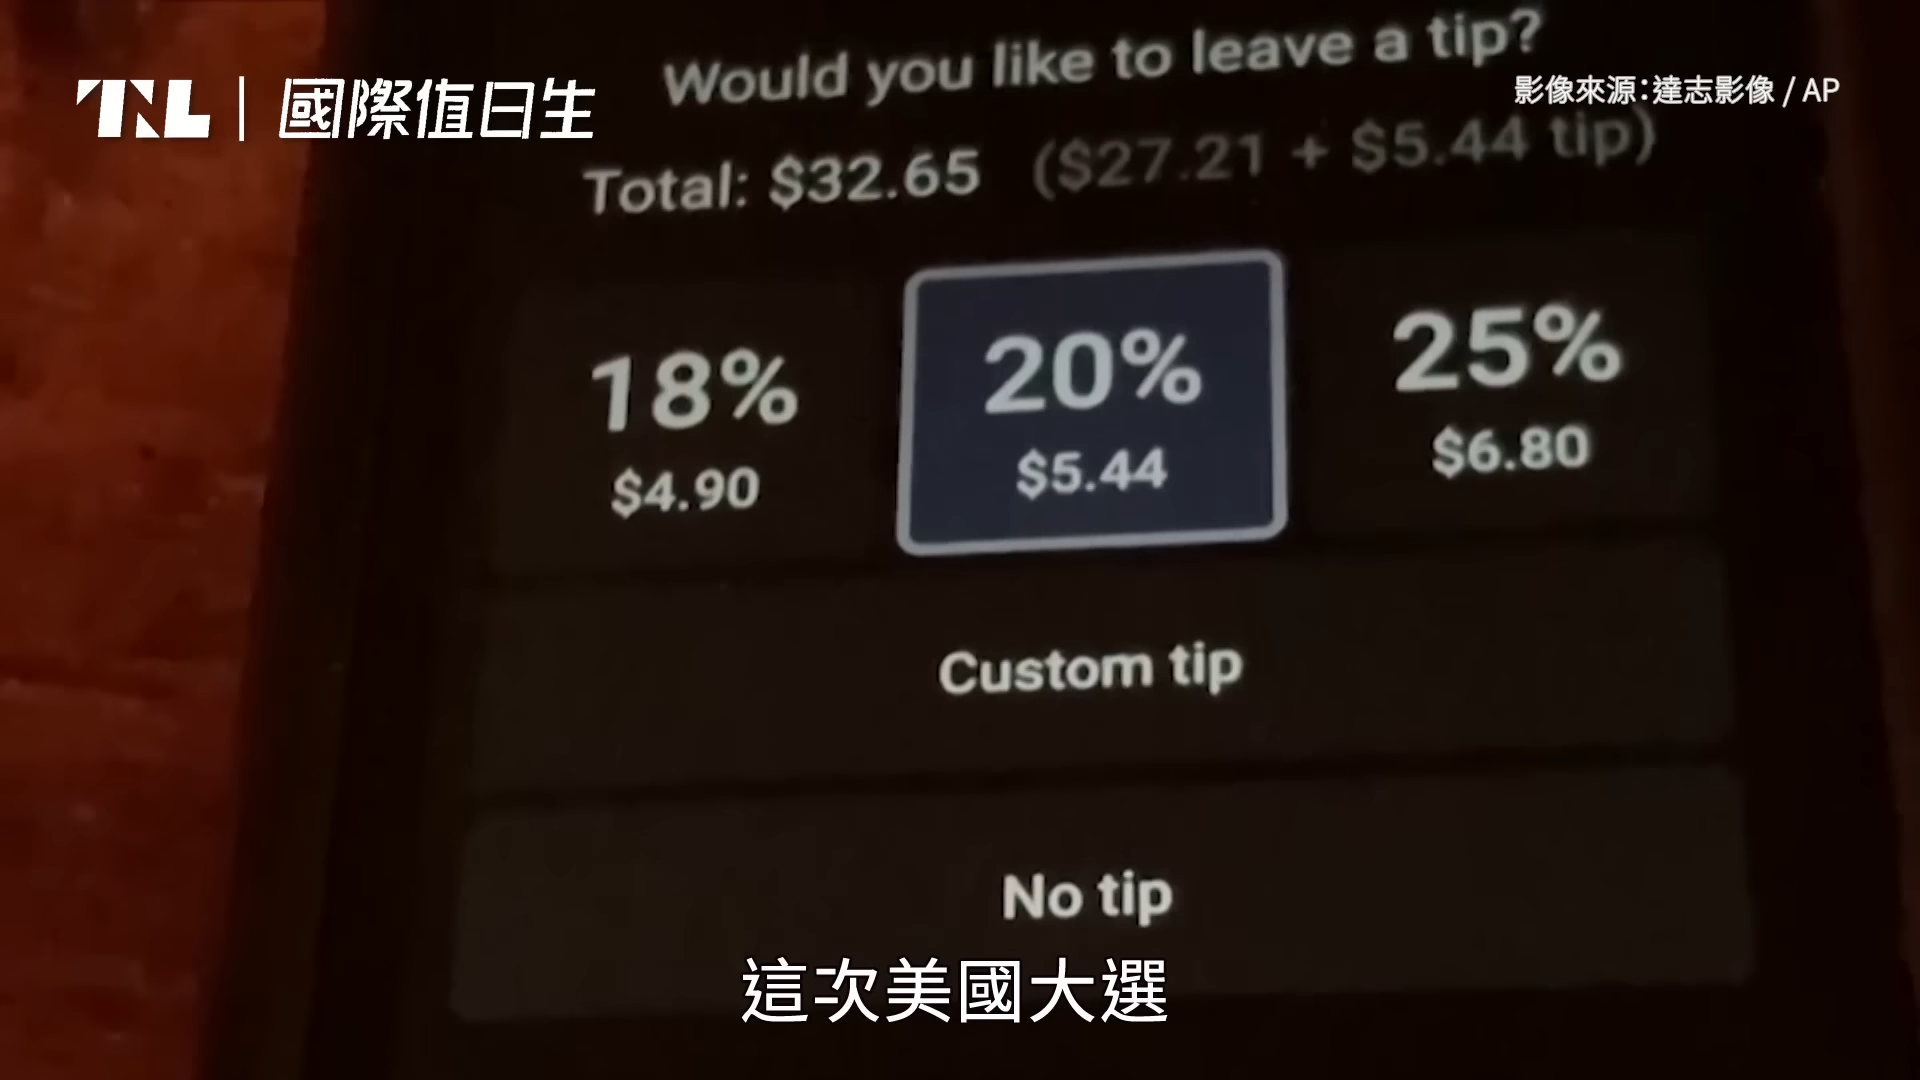 Would you like to leave a tip?
TNL | 國際值日生
影像來源:達志影像 / AP
Total: $32.65 ($27.21 + $5.44 tip)
18%
$4.90
20%
$5.44
25%
$6.80
Custom tip
No tip
這次美國大選